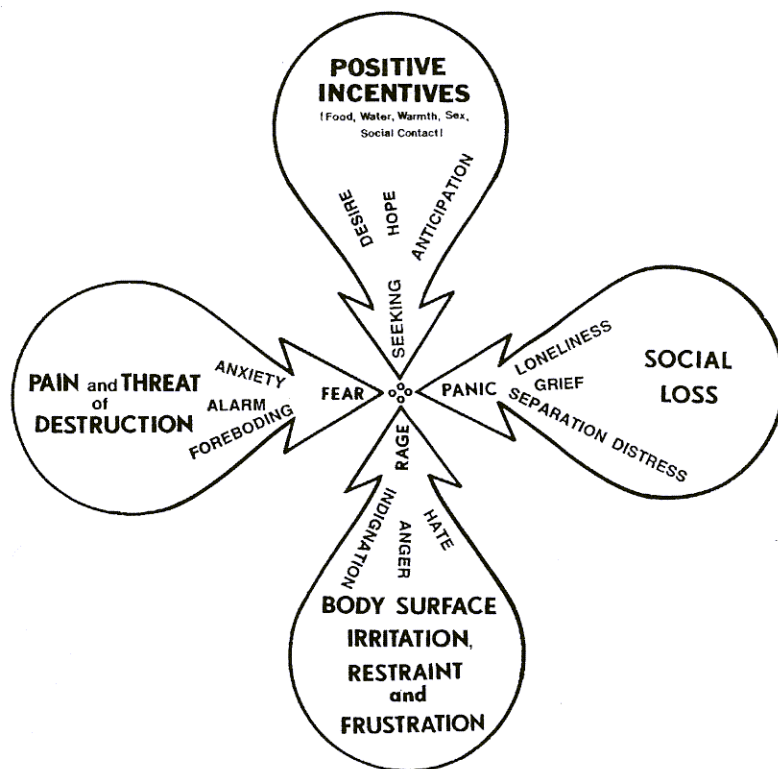 POSITIVE
INCENTIVES
(Food, Water, Warmth, Sex,
Social Contact)
DESIRE
HOPE
ANTICIPATION
SEEKING
PAIN and THREAT
of
DESTRUCTION
ANXIETY
ALARM
FOREBODING
FEAR
PANIC
LONELINESS
GRIEF
SEPARATION DISTRESS
SOCIAL
LOSS
RAGE
INDIGNATION
ANGER
HATE
BODY SURFACE
IRRITATION,
RESTRAINT
and
FRUSTRATION